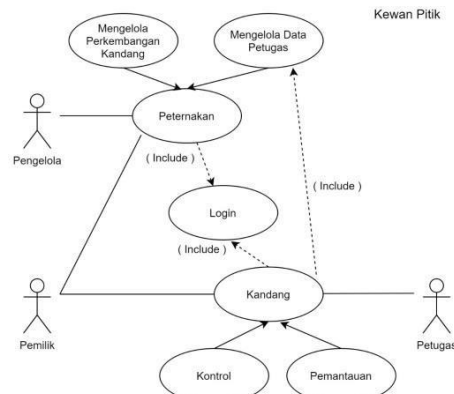 Kewan Pitik
Mengelola
Perkembangan
Kandang
Mengelola Data
Petugas
Peternakan
Pengelola
( Include )
( Include )
Login
( Include )
Kandang
Pemilik
Petugas
Kontrol
Pemantauan